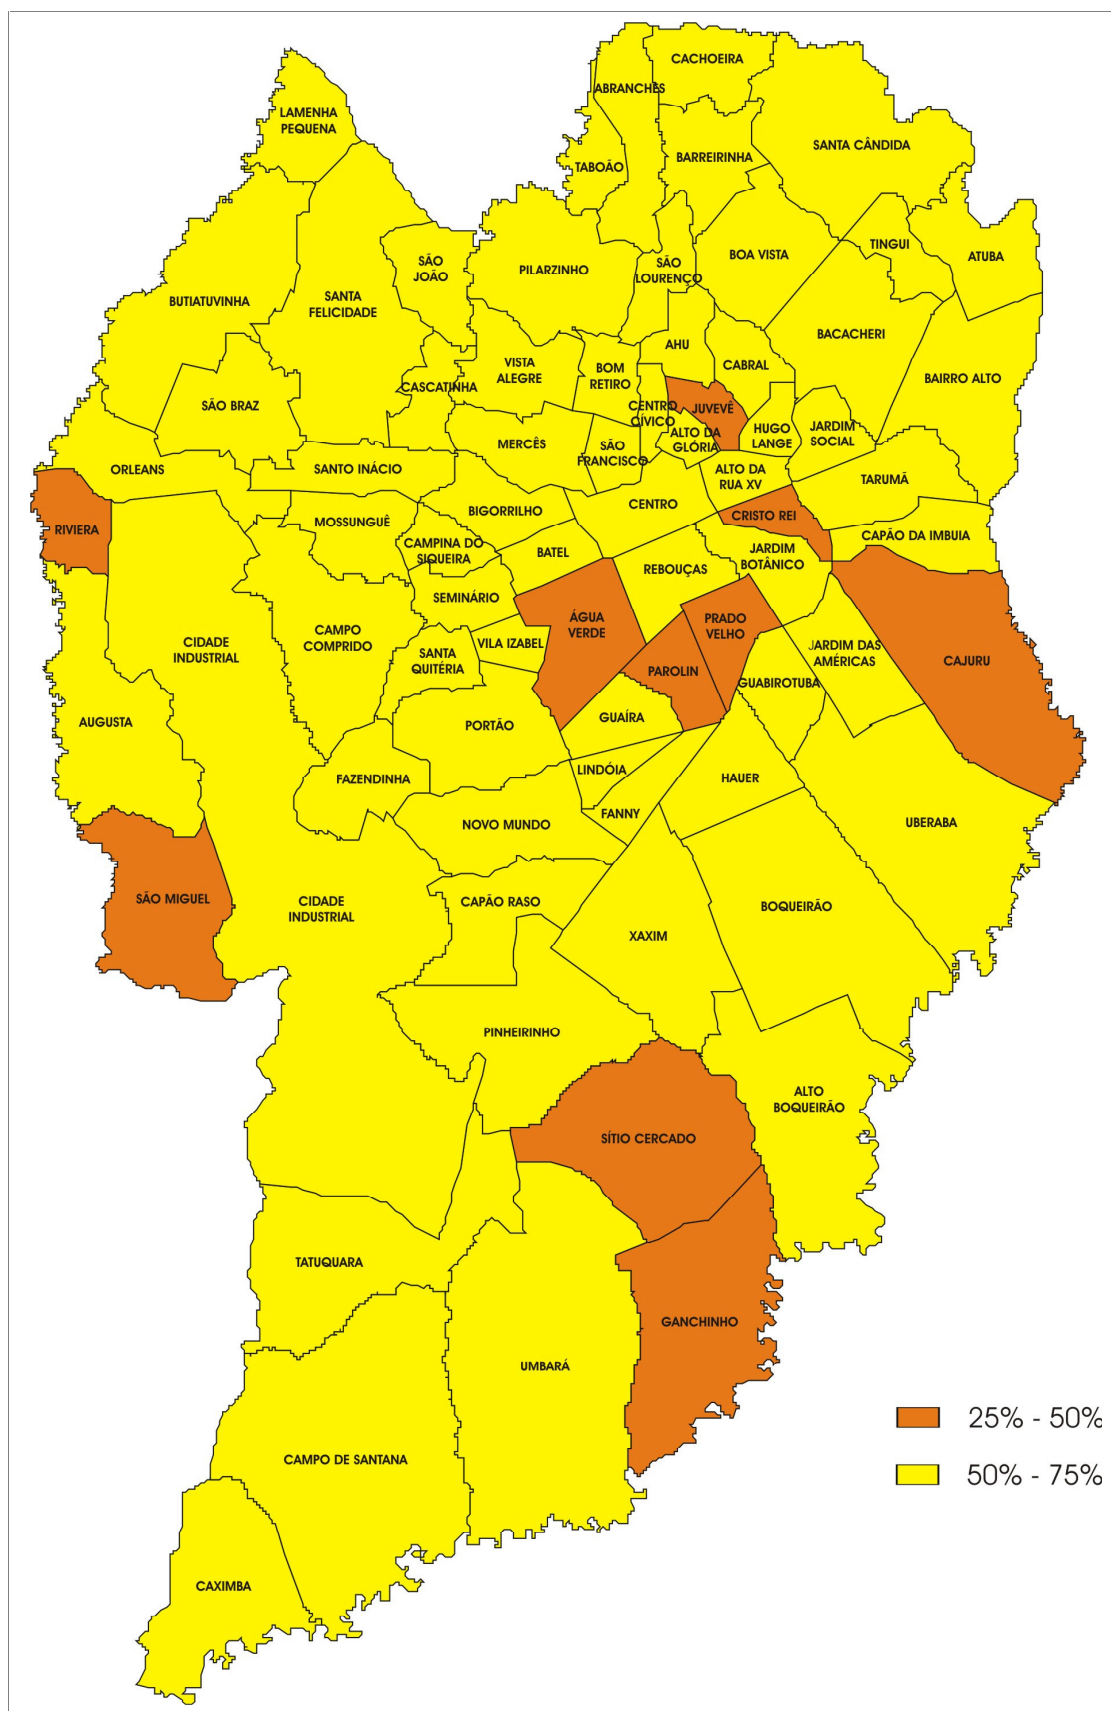 CACHOEIRA
ABRANCHES
LAMENHA
PEQUENA
SANTA CÂNDIDA
BARREIRINHA
TABOÃO
TINGUI
ATUBA
BOA VISTA
SÃO
JOÃO
PILARZINHO
SÃO
LOURENÇO
BUTIATUVINHA
SANTA
FELICIDADE
BACACHERI
AHU
CABRAL
VISTA
ALEGRE
BOM
RETIRO
BAIRRO ALTO
CASCATINHA
SÃO BRAZ
CENTRO
CÍVICO
JUVEVÊ
HUGO
LANGE
JARDIM
SOCIAL
ALTO DA
GLÓRIA
MERCÊS
SÃO
FRANCISCO
ORLEANS
SANTO INÁCIO
ALTO DA
RUA XV
TARUMÃ
BIGORRILHO
CENTRO
CRISTO REI
RIVIERA
MOSSUNGUÊ
CAPÃO DA IMBUIA
CAMPINA DO
SIQUEIRA
BATEL
JARDIM
BOTÂNICO
REBOUÇAS
SEMINÁRIO
ÁGUA
VERDE
PRADO
VELHO
CIDADE
INDUSTRIAL
CAMPO
COMPRIDO
VILA IZABEL
SANTA
QUITÉRIA
JARDIM DAS
AMÉRICAS
CAJURU
PAROLIN
GUABIROTUBA
AUGUSTA
PORTÃO
GUAÍRA
FAZENDINHA
LINDÓIA
HAUER
FANNY
NOVO MUNDO
UBERABA
SÃO MIGUEL
CIDADE
INDUSTRIAL
CAPÃO RASO
BOQUEIRÃO
XAXIM
PINHEIRINHO
ALTO
BOQUEIRÃO
SÍTIO CERCADO
TATUQUARA
GANCHINHO
UMBARÁ
25% - 50%
CAMPO DE SANTANA
50% - 75%
CAXIMBA